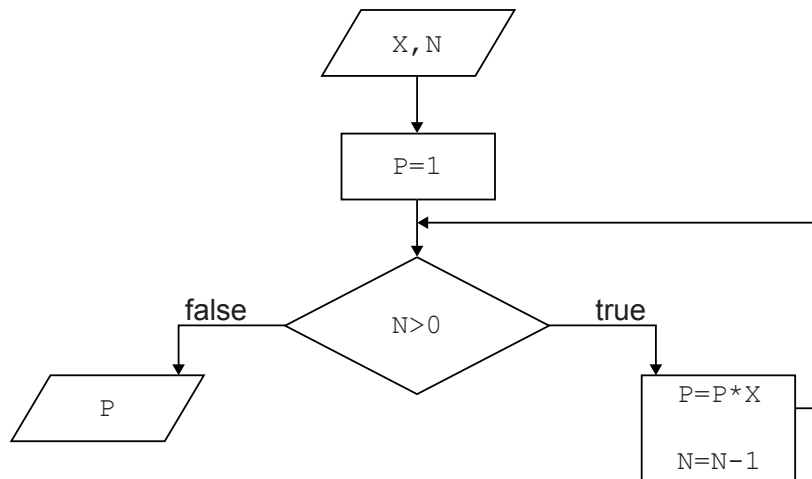 X,N
P=1
N>0
false
true
P
P=P*X
N=N-1